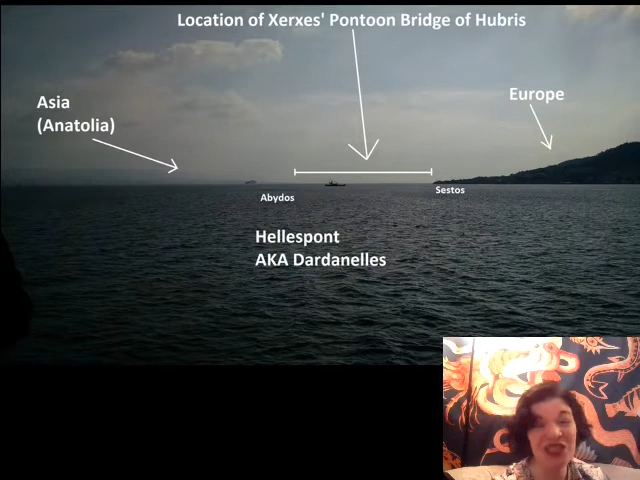 Location of Xerxes' Pontoon Bridge of Hubris
Asia
(Anatolia)
Europe
Abydos
Sestos
Hellespont
AKA Dardanelles